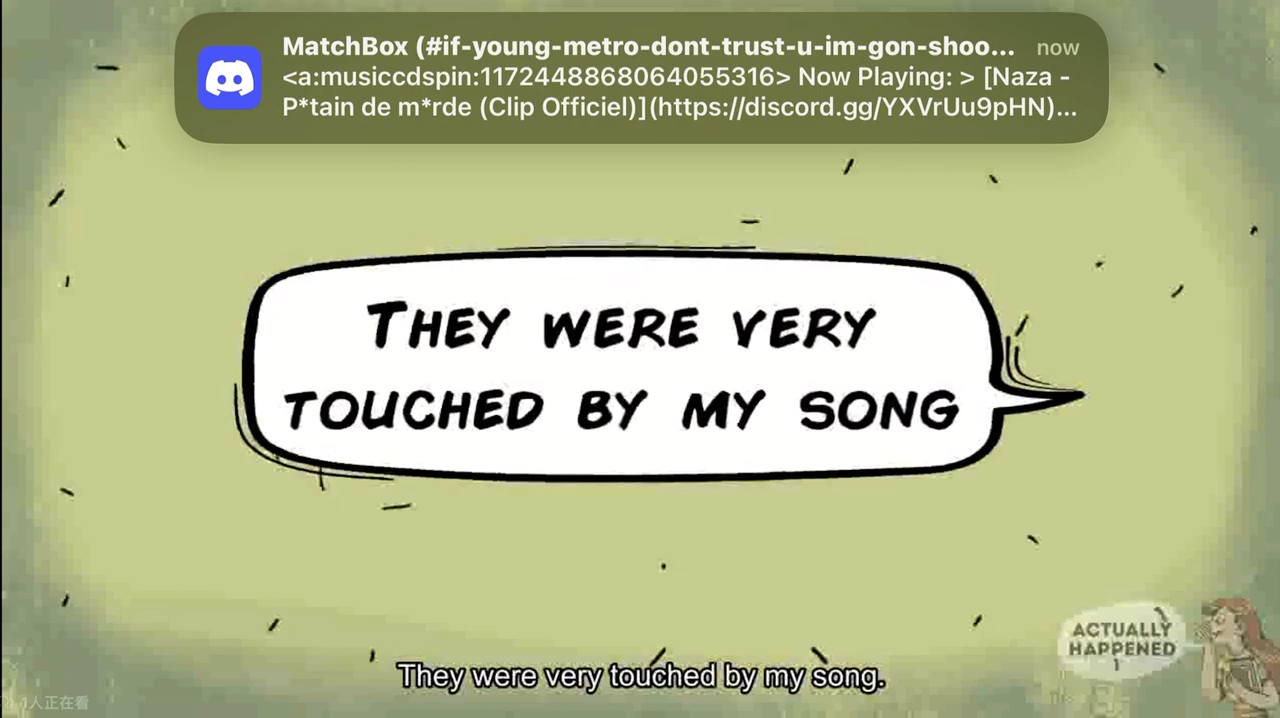 MatchBox (#if-young-metro-dont-trust-u-im-gon-shoo... now
<a:musiccdspin:1172448868064055316> Now Playing: > [Naza -
P*tain de m*rde (Clip Officiel)](https://discord.gg/YXVrUu9pHN)...
THEY WERE VERY
TOUCHED BY MY SONG
ACTUALLY
HAPPENED
They were very touched by my song.
1人正在看